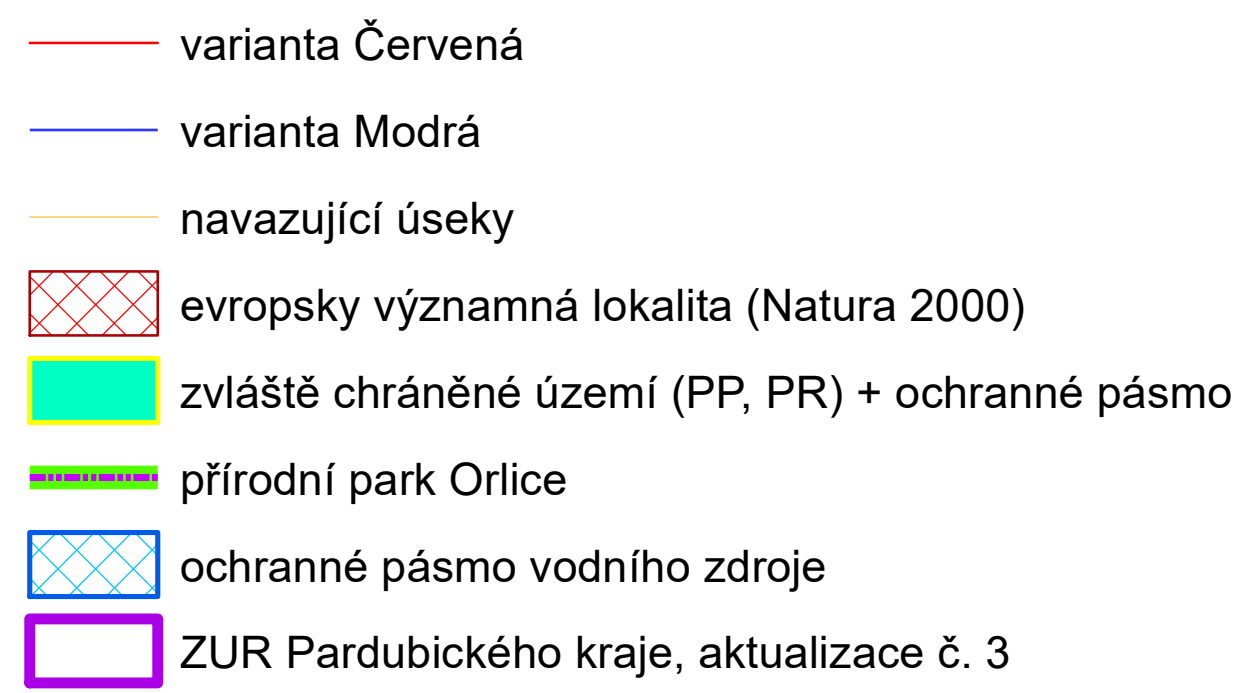 varianta Červená
varianta Modrá
navazující úseky
evropsky významná lokalita (Natura 2000)
zvláště chráněné území (PP, PR) + ochranné pásmo
přírodní park Orlice
ochranné pásmo vodního zdroje
ZUR Pardubického kraje, aktualizace č. 3